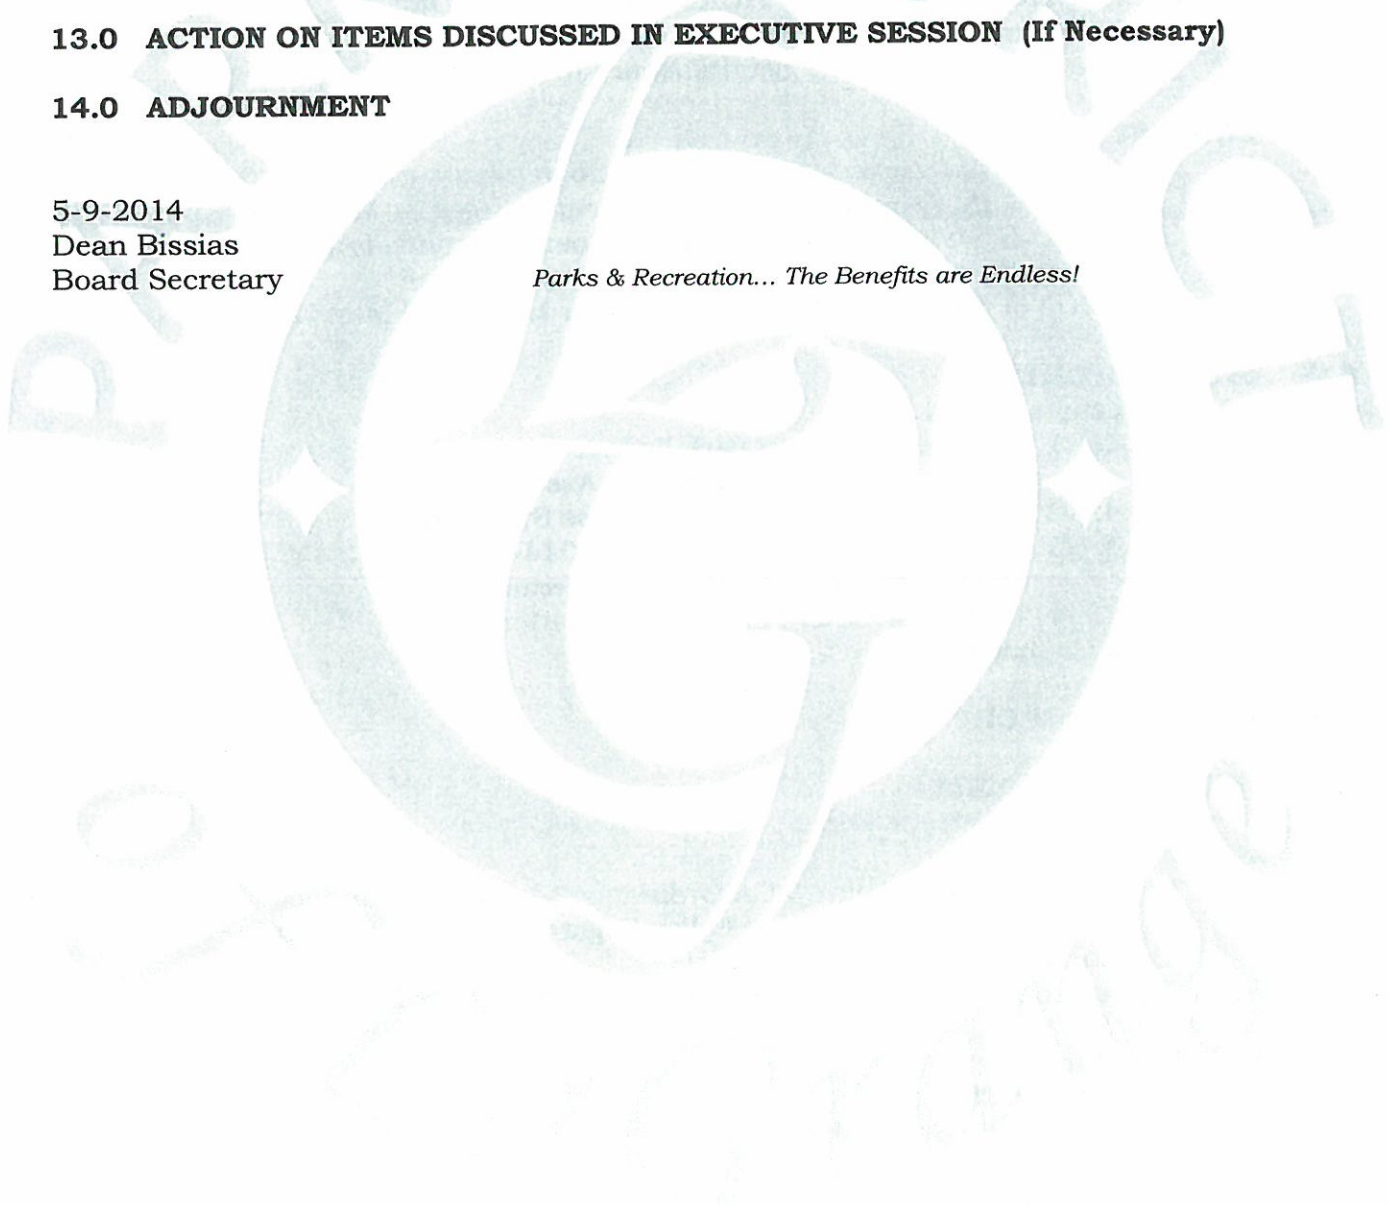 13.0 ACTION ON ITEMS DISCUSSED IN EXECUTIVE SESSION (If Necessary)
14.0 ADJOURNMENT
5-9-2014
Dean Bissias
Board Secretary
Parks & Recreation... The Benefits are Endless!